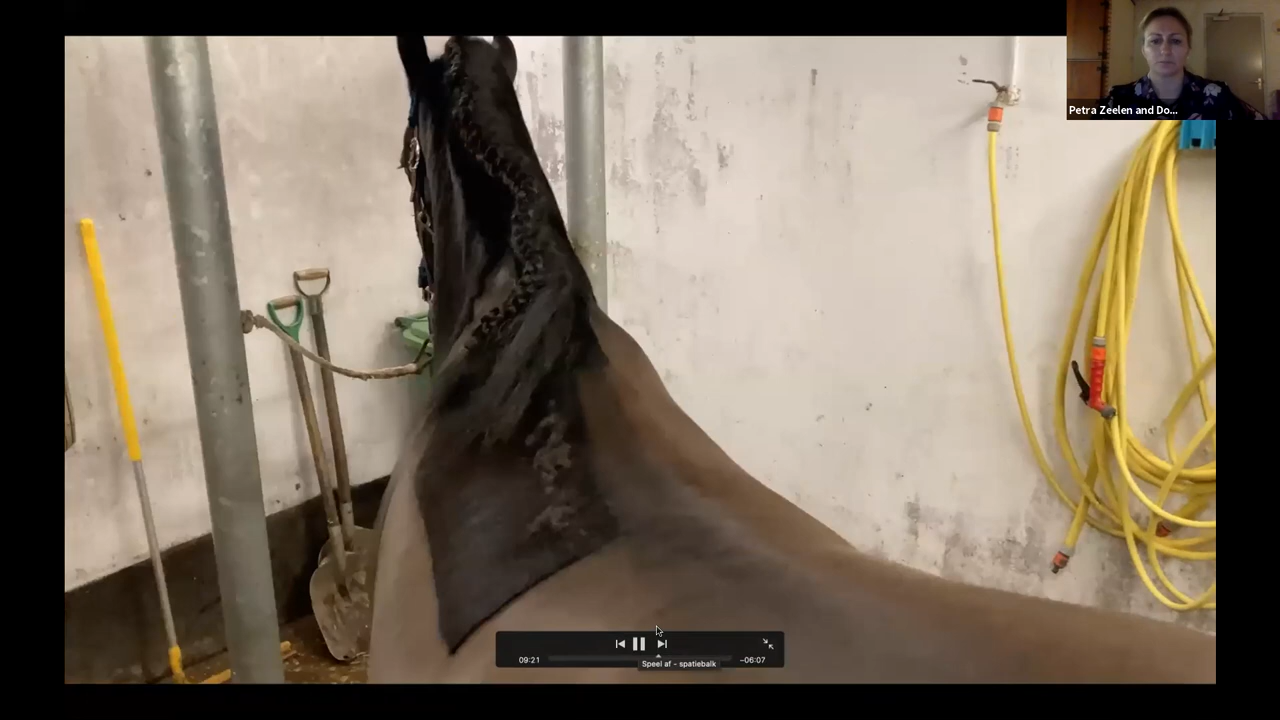 Petra Zeelen and Do...
09:21
−06:07
Speel af - spatiebalk